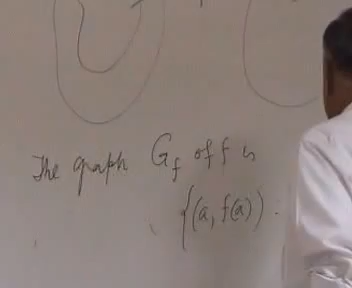 The graph G_f of f is
{(a, f(a)).